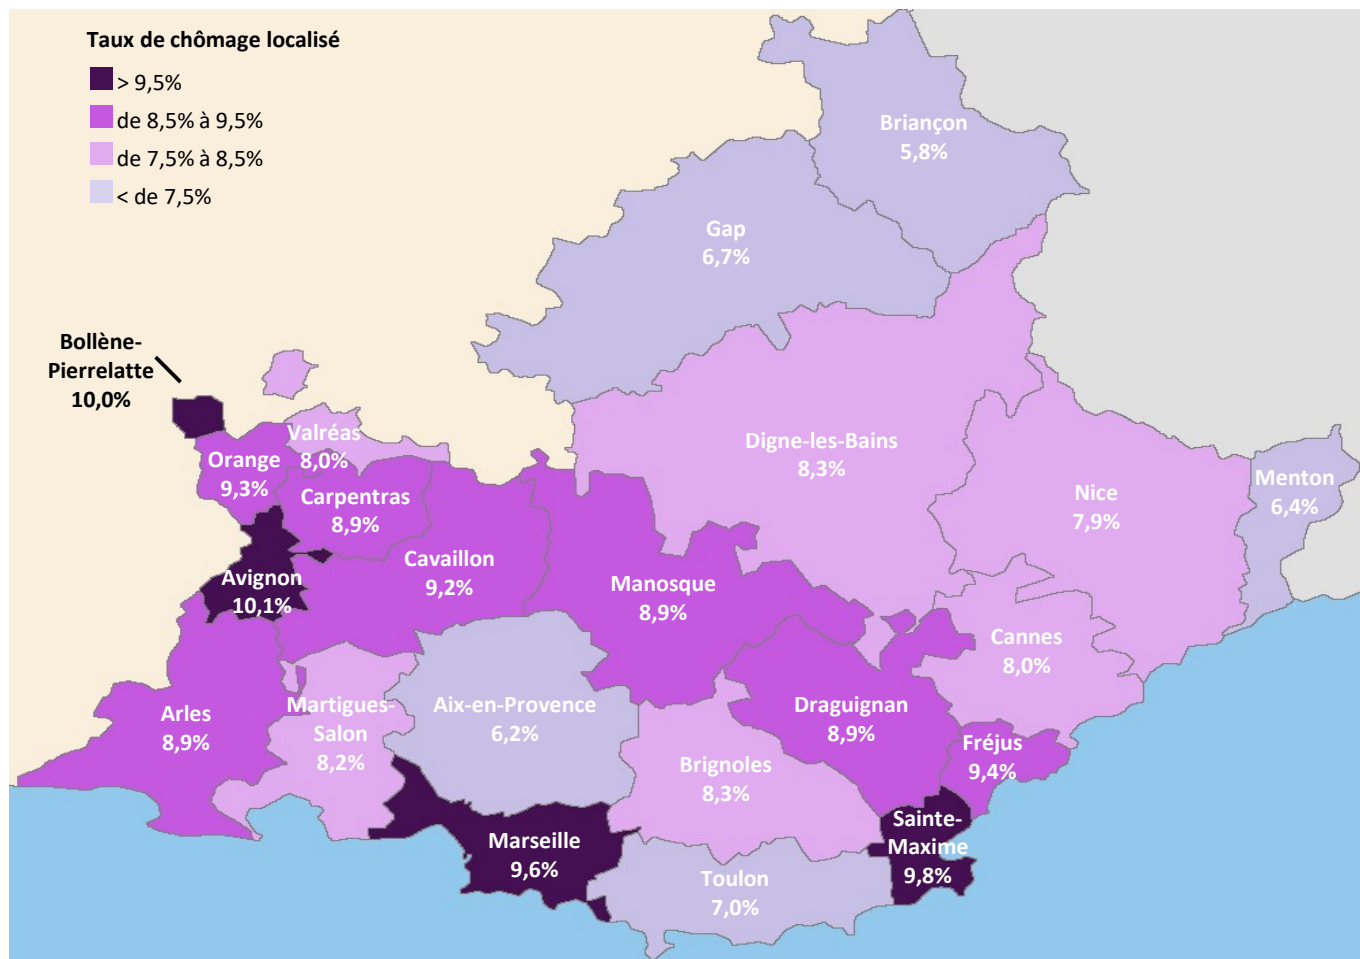 Taux de chômage localisé
> 9,5%
de 8,5% à 9,5%
de 7,5% à 8,5%
< de 7,5%
Briançon
5,8%
Gap
6,7%
Bollène-
Pierrelatte
10,0%
Valréas
8,0%
Orange
9,3%
Carpentras
8,9%
Digne-les-Bains
8,3%
Menton
6,4%
Nice
7,9%
Avignon
10,1%
Cavaillon
9,2%
Manosque
8,9%
Cannes
8,0%
Arles
8,9%
Martigues-
Salon
8,2%
Aix-en-Provence
6,2%
Draguignan
8,9%
Fréjus
9,4%
Brignoles
8,3%
Sainte-
Maxime
9,8%
Marseille
9,6%
Toulon
7,0%